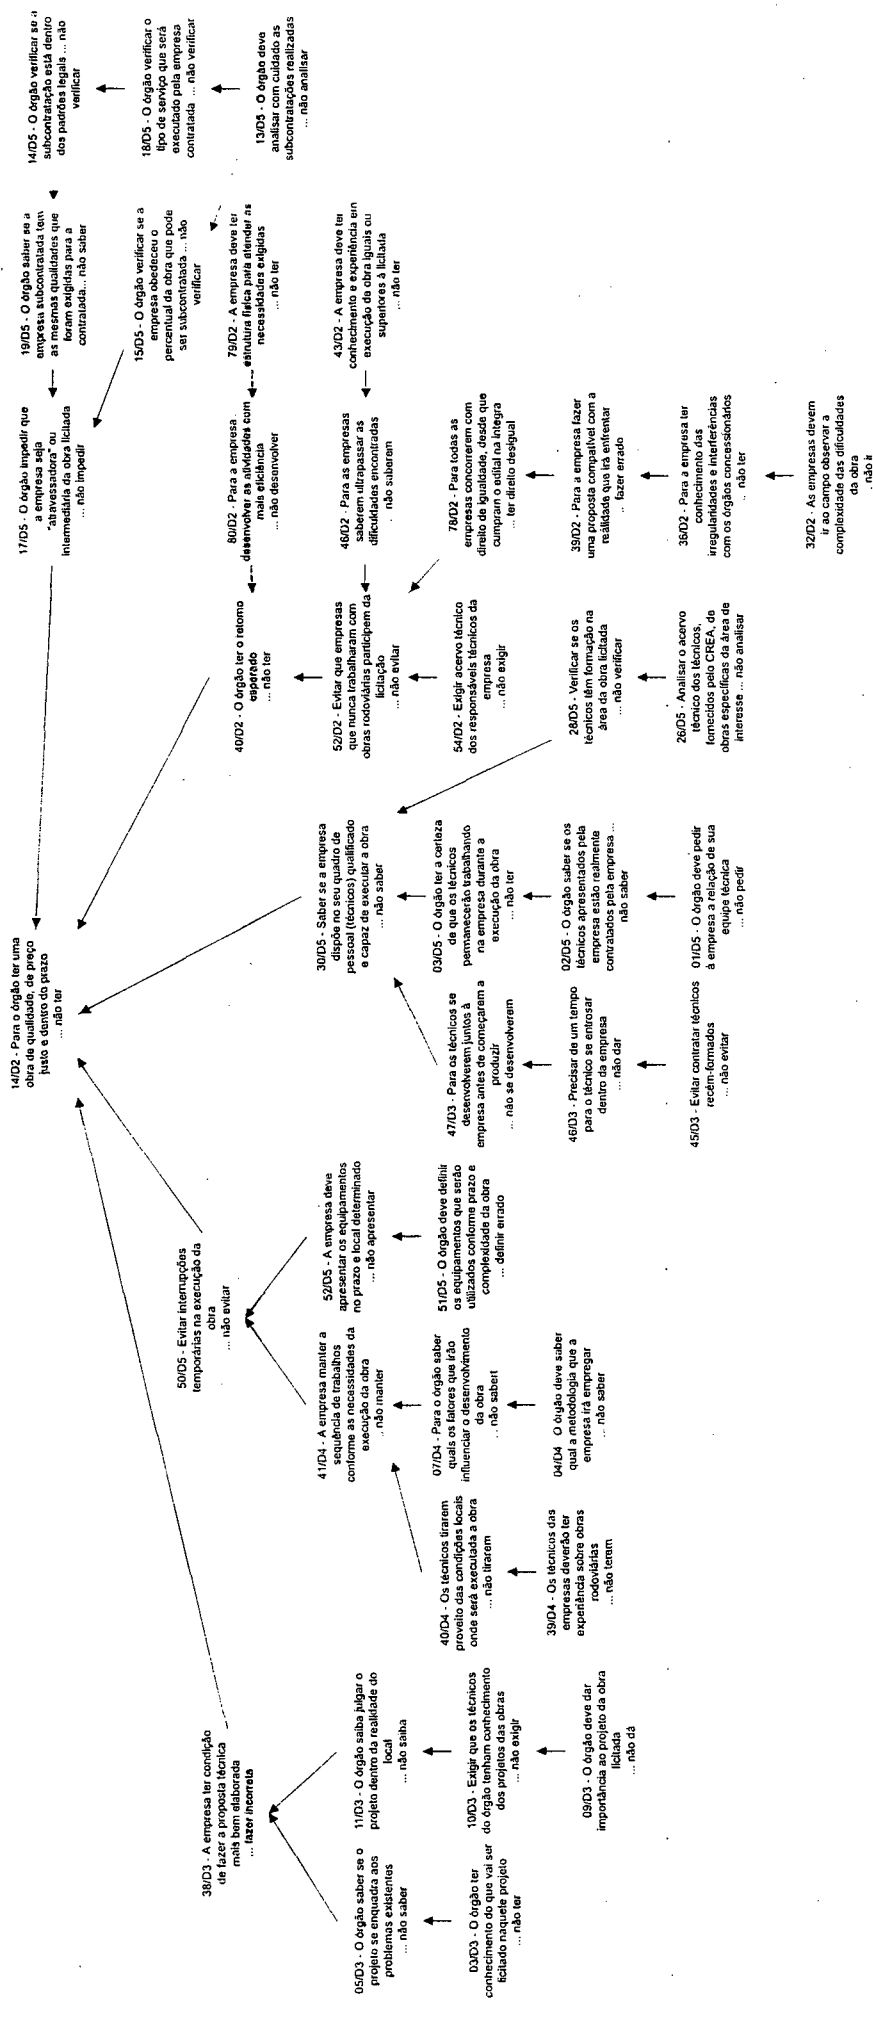 14/D2 - Para o órgão ter uma
obra de qualidade, de preço
justo e dentro do prazo
... não ter
38/D3 - A empresa ter condição
de fazer a proposta técnica
mais bem elaborada
... fazer incorreta
05/D3 - O órgão saber se o
projeto se enquadra aos
problemas existentes
... não saber
03/D3 - O órgão ter
conhecimento do que vai ser
licitado naquele projeto
... não ter
11/D3 - O órgão saiba julgar o
projeto dentro da realidade do
local
... não saiba
10/D3 - Exigir que os técnicos
do órgão tenham conhecimento
dos projetos das obras
... não exigir
09/D3 - O órgão deve dar
importância ao projeto da obra
licitada
... não dá
50/D5 - Evitar interrupções
temporárias na execução da
obra
... não evitar
41/D4 - A empresa manter a
sequência de trabalhos
conforme as necessidades da
execução da obra
... não manter
40/D4 - Os técnicos tirarem
proveito das condições locais
onde será executada a obra
... não tirarem
39/D4 - Os técnicos das
empresas deverão ter
experiência sobre obras
rodoviárias
... não terem
07/D4 - Para o órgão saber
quais os fatores que irão
influenciar o desenvolvimento
da obra
... não sabert
04/D4 O órgão deve saber
qual a metodologia que a
empresa irá empregar
... não saber
52/D5 - A empresa deve
apresentar os equipamentos
no prazo e local determinado
... não apresentar
51/D5 - O órgão deve definir
os equipamentos que serão
utilizados conforme prazo e
complexidade da obra
... definir errado
30/D5 - Saber se a empresa
dispõe no seu quadro de
pessoal (técnicos) qualificado
e capaz de executar a obra
... não saber
47/D3 - Para os técnicos se
desenvolverem juntos à
empresa antes de começarem a
produzir
... não se desenvolverem
46/D3 - Precisar de um tempo
para o técnico se entrosar
dentro da empresa
... não dar
45/D3 - Evitar contratar técnicos
recém-formados
... não evitar
03/D5 - O órgão ter a certeza
de que os técnicos
permanecerão trabalhando
na empresa durante a
execução da obra
... não ter
02/D5 - O órgão saber se os
técnicos apresentados pela
empresa estão realmente
contratados pela empresa ...
não saber
01/D5 - O órgão deve pedir
à empresa a relação de sua
equipe técnica
... não pedir
28/D5 - Verificar se os
técnicos têm formação na
área da obra licitada
... não verificar
26/D5 - Analisar o acervo
técnico dos técnicos,
fornecidos pelo CREA, de
obras específicas da área de
interesse ... não analisar
40/D2 - O órgão ter o retorno
esperado
... não ter
52/D2 - Evitar que empresas
que nunca trabalharam com
obras rodoviárias participem da
licitação
... não evitar
54/D2 - Exigir acervo técnico
dos responsáveis técnicos da
empresa
... não exigir
80/D2 - Para a empresa
desenvolver as atividades com
mais eficiência
... não desenvolver
79/D2 - A empresa deve ter
estrutura física para atender as
necessidades exigidas
... não ter
46/D2 - Para as empresas
saberem ultrapassar as
dificuldades encontradas
. não saberem
43/D2 - A empresa deve ter
conhecimento e experiência em
execução de obra iguais ou
superiores à licitada
... não ter
78/D2 - Para todas as
empresas concorrerem com
direito de igualdade, desde que
cumpram o edital na íntegra
... ter direito desigual
39/D2 - Para a empresa fazer
uma proposta compatível com a
realidade que irá enfrentar
.. fazer errado
36/D2 - Para a empresa ter
conhecimento das
irregularidades e interferências
com os órgãos concessionários
.. não ter
32/D2 - As empresas devem
ir ao campo observar a
complexidade das dificuldades
da obra
. não ir
17/D5 - O órgão impedir que
a empresa seja
"atravessadora" ou
intermediária da obra licitada
... não impedir
19/D5 - O órgão saber se a
empresa subcontratada tem
as mesmas qualidades que
foram exigidas para a
contratada... não saber
15/D5 - O órgão verificar se a
empresa obedeceu o
percentual da obra que pode
ser subcontratada ... não
verificar
14/D5 - O órgão verificar se a
subcontratação está dentro
dos padrões legais ... não
verificar
18/D5 - O órgão verificar o
tipo de serviço que será
executado pela empresa
contratada ... não verificar
13/D5 - O órgão deve
analisar com cuidado as
subcontratações realizadas
... não analisar